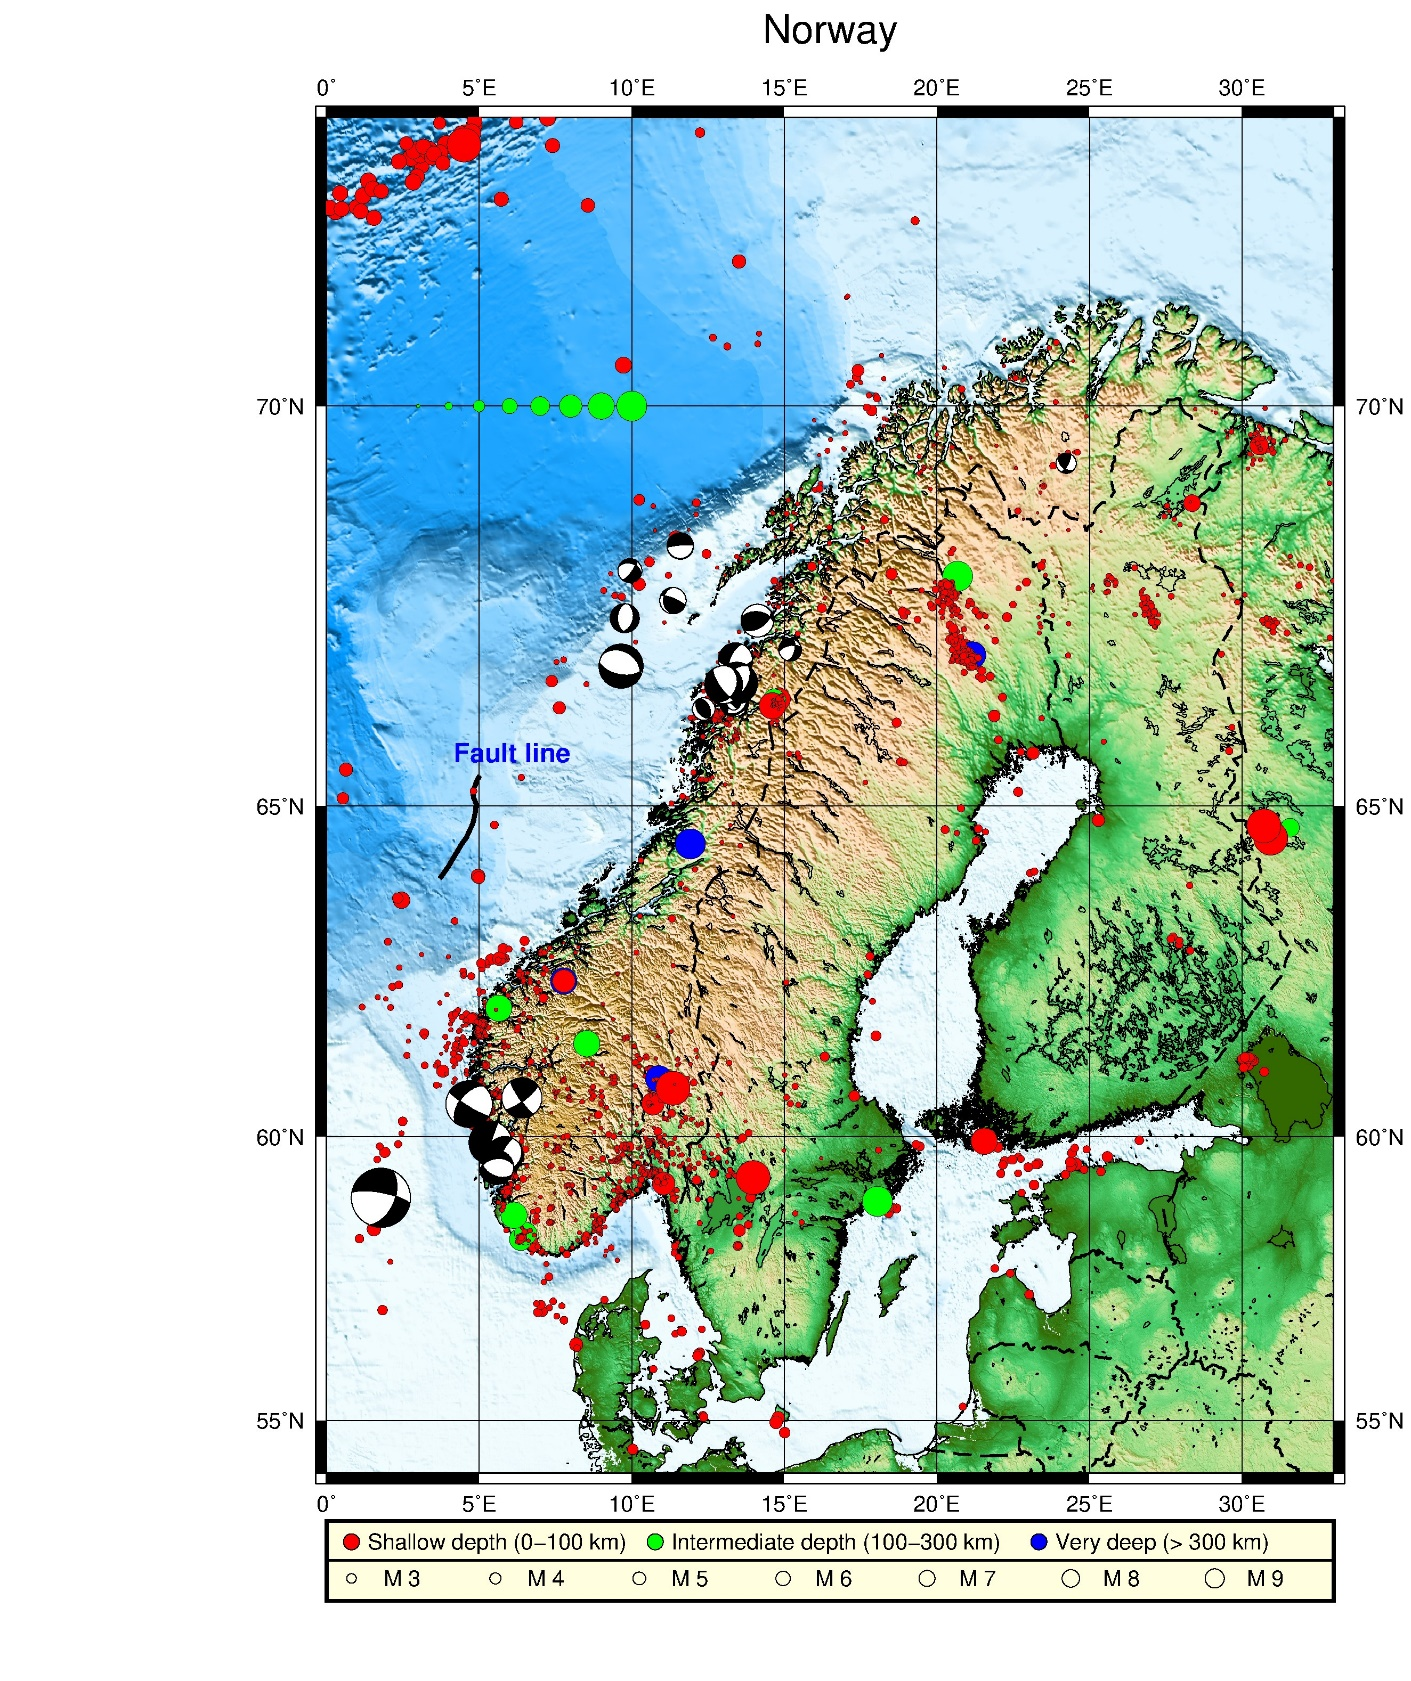 Norway
0˚ 5˚E 10˚E 15˚E 20˚E 25˚E 30˚E
70˚N 70˚N
Fault line
65˚N 65˚N
60˚N 60˚N
55˚N 55˚N
0˚ 5˚E 10˚E 15˚E 20˚E 25˚E 30˚E
Shallow depth (0–100 km) Intermediate depth (100–300 km) Very deep (> 300 km)
M 3 M 4 M 5 M 6 M 7 M 8 M 9